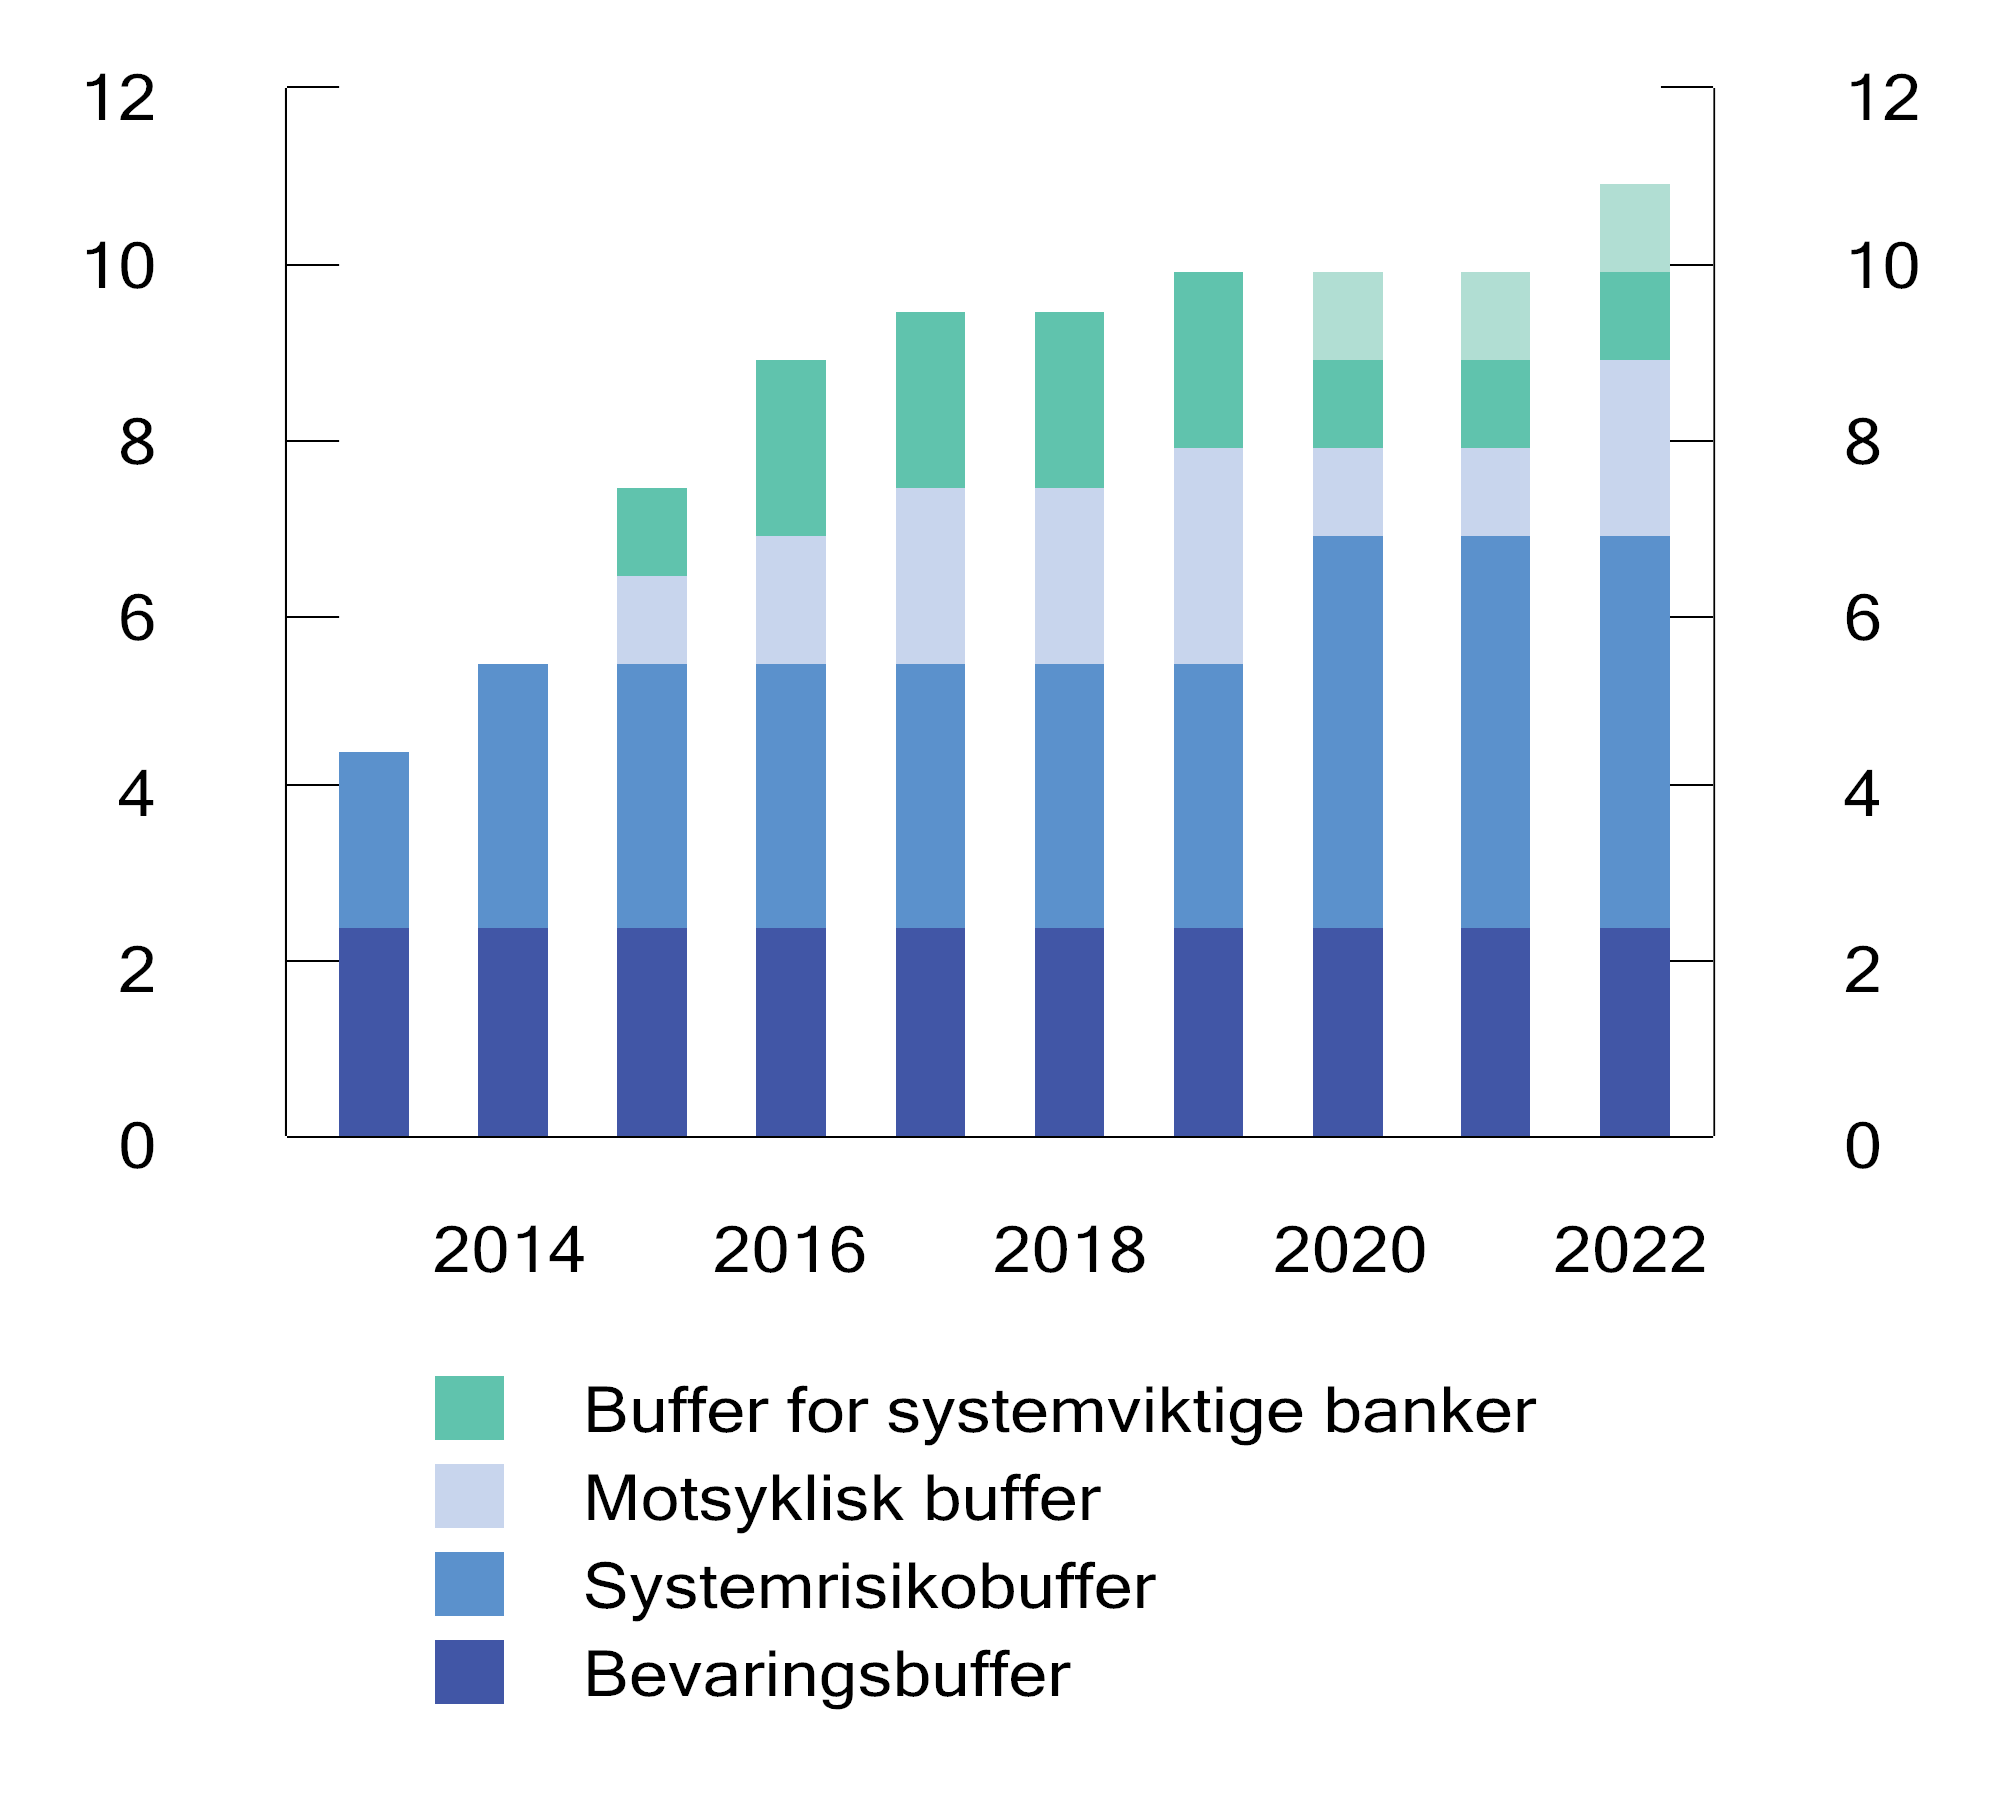 12 12
10 10
8 8
6 6
4 4
2 2
0 0
2014 2016 2018 2020 2022
Buffer for systemviktige banker
Motsyklisk buffer
Systemrisikobuffer
Bevaringsbuffer